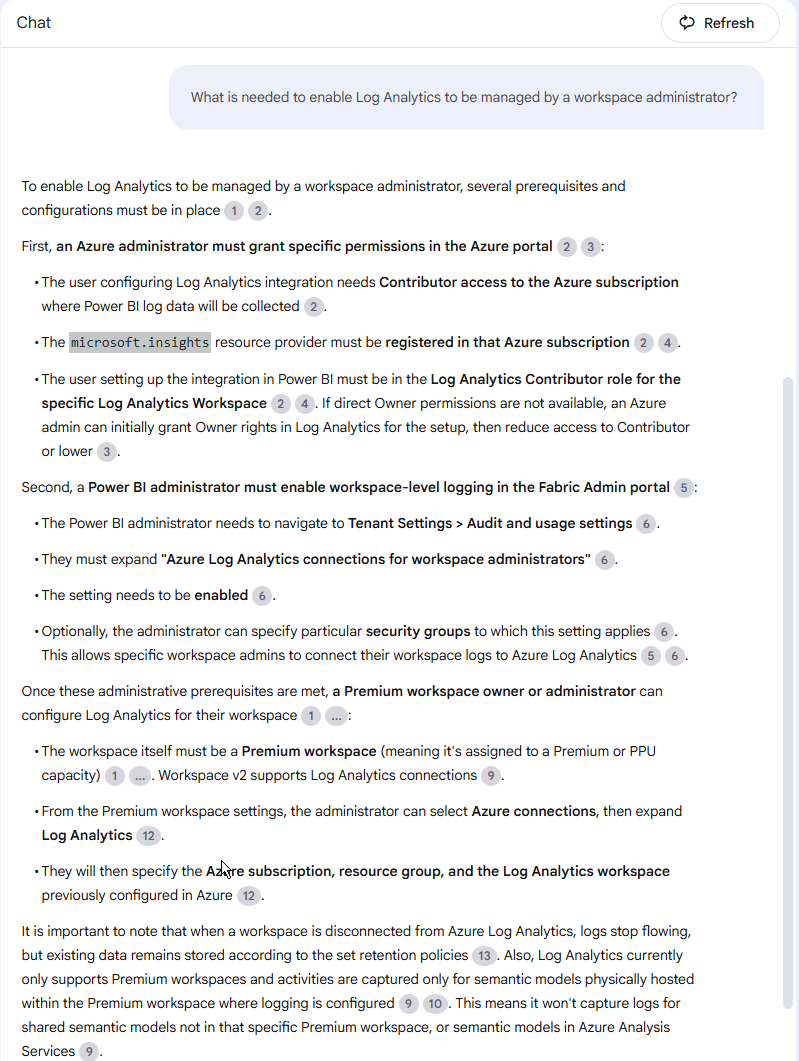 Chat
Refresh
What is needed to enable Log Analytics to be managed by a workspace administrator?
To enable Log Analytics to be managed by a workspace administrator, several prerequisites and
configurations must be in place 1 2 .
First, an Azure administrator must grant specific permissions in the Azure portal 2 3 :
• The user configuring Log Analytics integration needs Contributor access to the Azure subscription
where Power BI log data will be collected 2 .
• The microsoft.insights resource provider must be registered in that Azure subscription 2 4 .
• The user setting up the integration in Power BI must be in the Log Analytics Contributor role for the
specific Log Analytics Workspace 2 4 . If direct Owner permissions are not available, an Azure
admin can initially grant Owner rights in Log Analytics for the setup, then reduce access to Contributor
or lower 3 .
Second, a Power BI administrator must enable workspace-level logging in the Fabric Admin portal 5 :
• The Power BI administrator needs to navigate to Tenant Settings > Audit and usage settings 6 .
• They must expand "Azure Log Analytics connections for workspace administrators" 6 .
• The setting needs to be enabled 6 .
• Optionally, the administrator can specify particular security groups to which this setting applies 6 .
This allows specific workspace admins to connect their workspace logs to Azure Log Analytics 5 6 .
Once these administrative prerequisites are met, a Premium workspace owner or administrator can
configure Log Analytics for their workspace 1 ... :
• The workspace itself must be a Premium workspace (meaning it's assigned to a Premium or PPU
capacity) 1 ... . Workspace v2 supports Log Analytics connections 9 .
• From the Premium workspace settings, the administrator can select Azure connections, then expand
Log Analytics 12 .
• They will then specify the Azure subscription, resource group, and the Log Analytics workspace
previously configured in Azure 12 .
It is important to note that when a workspace is disconnected from Azure Log Analytics, logs stop flowing,
but existing data remains stored according to the set retention policies 13 . Also, Log Analytics currently
only supports Premium workspaces and activities are captured only for semantic models physically hosted
within the Premium workspace where logging is configured 9 10 . This means it won't capture logs for
shared semantic models not in that specific Premium workspace, or semantic models in Azure Analysis
Services 9 .